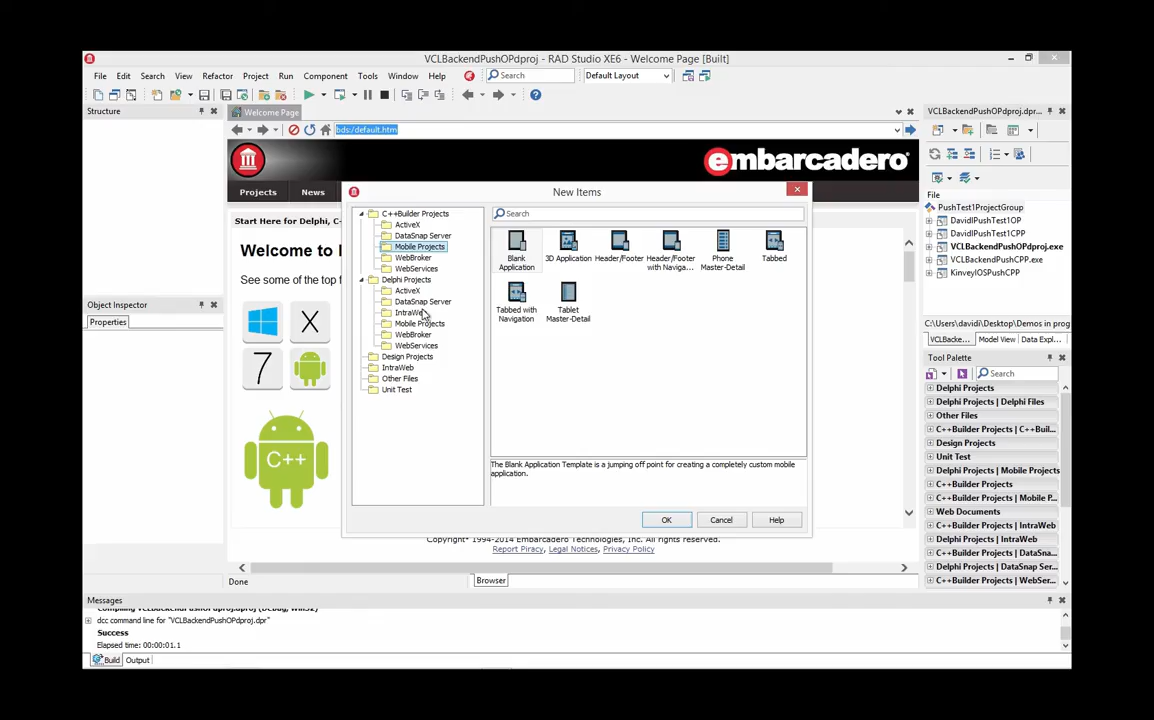 VCLBackendPushOPdproj - RAD Studio XE6 - Welcome Page [Built]
File Edit Search View Refactor Project Run Component Tools Window Help
Search
Default Layout
Structure
Welcome Page
VCLBackendPushOPdproj.dpr...
bds:/default.htm
embarcadero®
Projects News
Start Here for Delphi, C-
Welcome to
See some of the top
X
7
C++
Object Inspector
Properties
New Items
C++Builder Projects
ActiveX
DataSnap Server
Mobile Projects
WebBroker
WebServices
Delphi Projects
ActiveX
DataSnap Server
Mobile Projects
WebBroker
WebServices
Design Projects
IntraWeb
Other Files
Unit Test
Search
Blank Application
3D Application
Header/Footer
Header/Footer with Naviga...
Phone Master-Detail
Tabbed
Tabbed with Navigation
Tablet Master-Detail
The Blank Application Template is a jumping off point for creating a completely custom mobile
application.
OK Cancel Help
File
PushTest1ProjectGroup
DavidIPushTest1OP
DavidIPushTest1CPP
VCLBackendPushOPdproj.exe
VCLBackendPushCPP.exe
KinveyIOSPushCPP
C:\Users\davidi\Desktop\Demos in prog
VCLBacke... Model View Data Expl...
Tool Palette
Search
Delphi Projects
Delphi Projects | Delphi Files
Other Files
C++Builder Projects | C++Buil...
Design Projects
Unit Test
Delphi Projects | Mobile Projects
C++Builder Projects
C++Builder Projects | Mobile P...
Web Documents
C++Builder Projects | IntraWeb
Delphi Projects | IntraWeb
C++Builder Projects | DataSna...
Delphi Projects | DataSnap Ser...
C++Builder Projects | WebSer...
Copyright® 1994-2014 Embarcadero Technologies, Inc. All rights reserved.
Report Piracy, Legal Notices, Privacy Policy
Done
Browser
Messages
Compiling VCLBackendPushOPdproj.dproj (Debug, Win32)
dcc command line for "VCLBackendPushOPdproj.dpr"
Success
Elapsed time: 00:00:01.1
Build Output